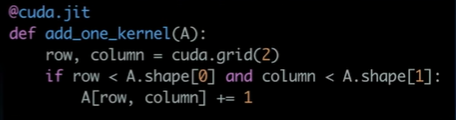 @cuda.jit
def add_one_kernel(A):
    row, column = cuda.grid(2)
    if row < A.shape[0] and column < A.shape[1]:
        A[row, column] += 1